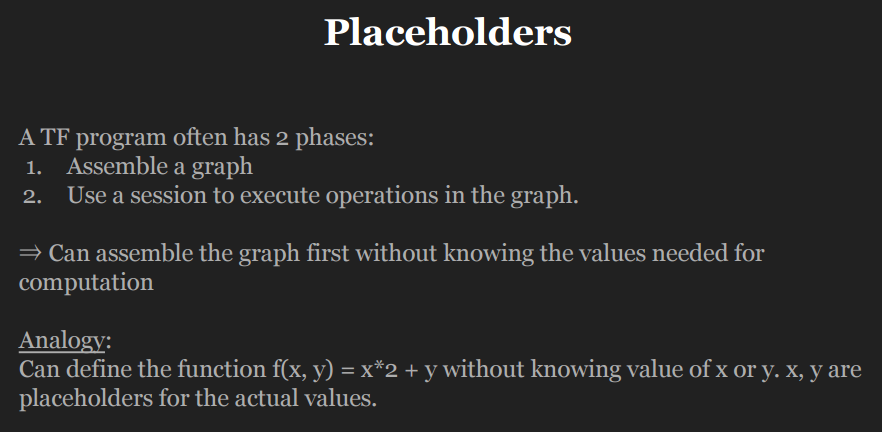 Placeholders
A TF program often has 2 phases:
1. Assemble a graph
2. Use a session to execute operations in the graph.
⇒ Can assemble the graph first without knowing the values needed for
computation
Analogy:
Can define the function f(x, y) = x*2 + y without knowing value of x or y. x, y are
placeholders for the actual values.